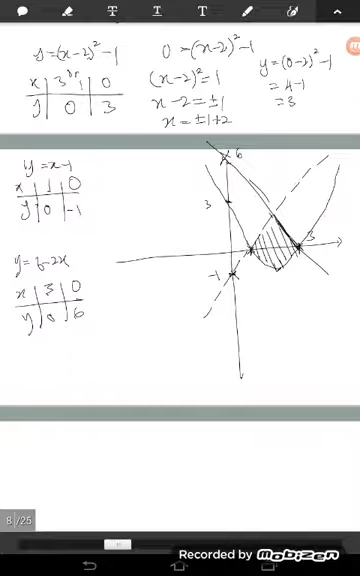 y = (x-2)² - 1
x | 3 or 1 | 0
y | 0 | 3
0 = (x-2)² - 1
(x-2)² = 1
x - 2 = ±1
x = ±1+2
y = (0-2)² - 1
= 4 - 1
= 3
y = x - 1
x | 1 | 0
y | 0 | -1
y = 6 - 2x
x | 3 | 0
y | 0 | 6
6
3
3
-1
8/25
Recorded by mobizen